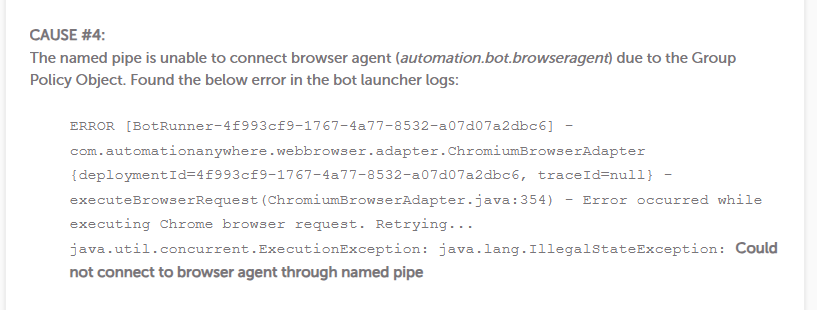 CAUSE #4:
The named pipe is unable to connect browser agent (automation.bot.browseragent) due to the Group
Policy Object. Found the below error in the bot launcher logs:
ERROR [BotRunner-4f993cf9-1767-4a77-8532-a07d07a2dbc6] -
com.automationanywhere.webbrowser.adapter.ChromiumBrowserAdapter
{deploymentId=4f993cf9-1767-4a77-8532-a07d07a2dbc6, traceId=null} -
executeBrowserRequest(ChromiumBrowserAdapter.java:354) - Error occurred while
executing Chrome browser request. Retrying...
java.util.concurrent.ExecutionException: java.lang.IllegalStateException: Could
not connect to browser agent through named pipe